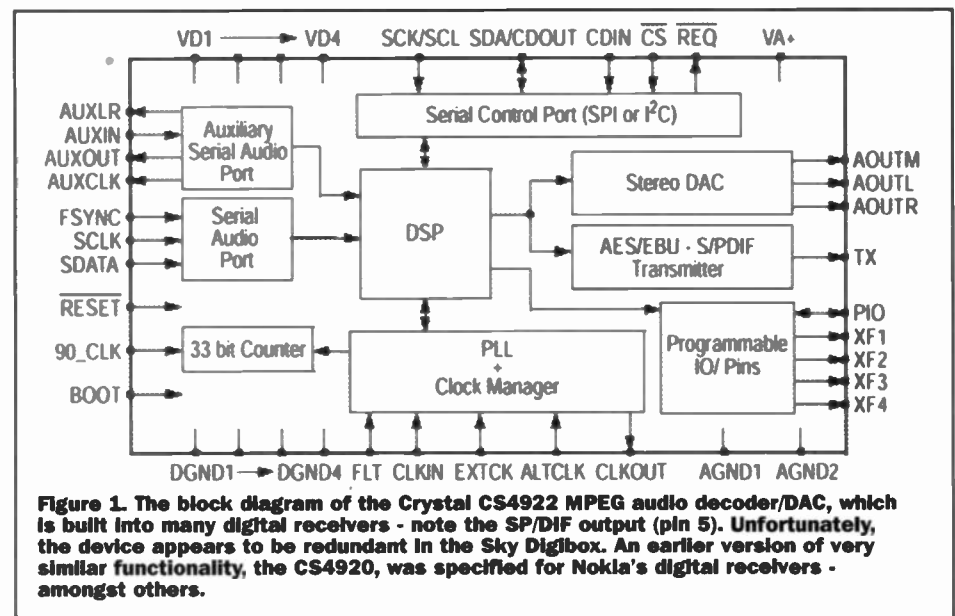 VD1 VD4 SCK/SCL SDA/CDOUT CDIN CS REQ VA+
Serial Control Port (SPI or I²C)
AUXLR
AUXIN
AUXOUT
AUXCLK
Auxiliary
Serial Audio
Port
FSYNC
SCLK
SDATA
Serial
Audio
Port
DSP
Stereo DAC
AOUTM
AOUTL
AOUTR
AES/EBU - S/PDIF
Transmitter
TX
RESET
90_CLK
BOOT
33 bit Counter
PLL
+
Clock Manager
Programmable
IO/ Pins
PIO
XF1
XF2
XF3
XF4
DGND1 DGND4 FLT CLKIN EXTCK ALTCLK CLKOUT AGND1 AGND2
Figure 1. The block diagram of the Crystal CS4922 MPEG audio decoder/DAC, which
is built into many digital receivers - note the SP/DIF output (pin 5). Unfortunately,
the device appears to be redundant in the Sky Digibox. An earlier version of very
similar functionality, the CS4920, was specified for Nokia's digital receivers -
amongst others.